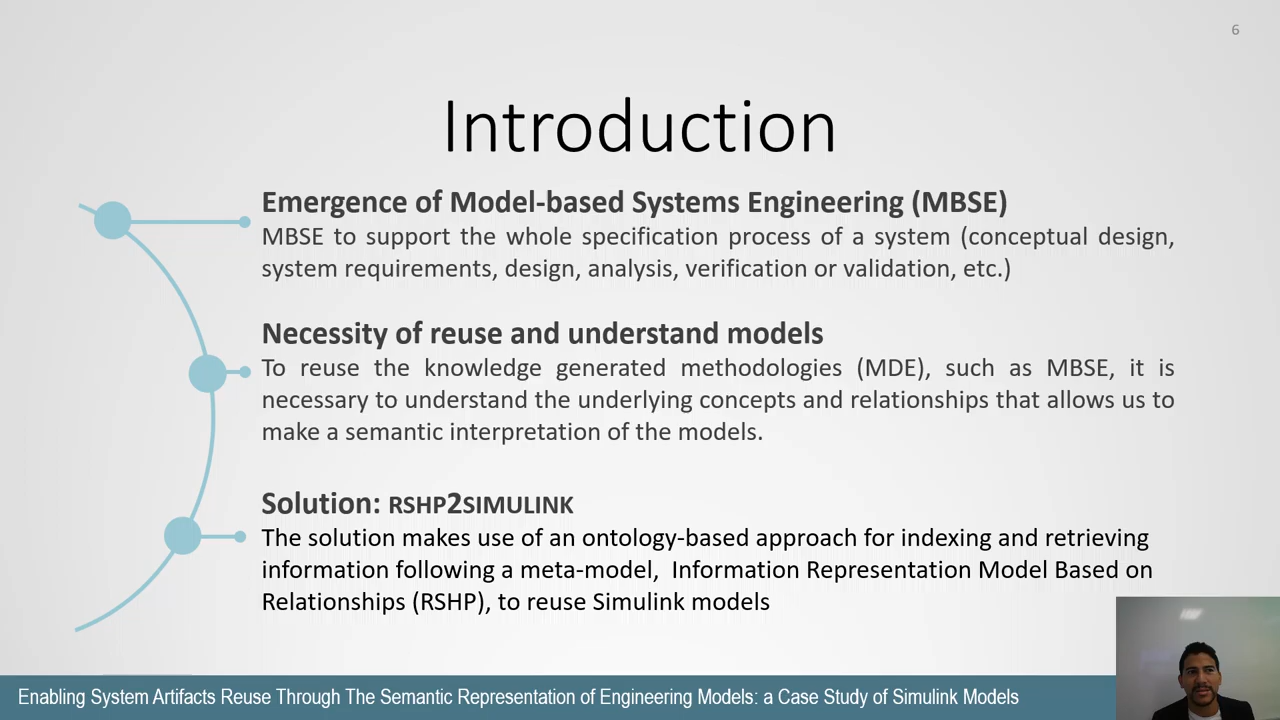 6
Introduction
Emergence of Model-based Systems Engineering (MBSE)
MBSE to support the whole specification process of a system (conceptual design,
system requirements, design, analysis, verification or validation, etc.)
Necessity of reuse and understand models
To reuse the knowledge generated methodologies (MDE), such as MBSE, it is
necessary to understand the underlying concepts and relationships that allows us to
make a semantic interpretation of the models.
Solution: RSHP2SIMULINK
The solution makes use of an ontology-based approach for indexing and retrieving
information following a meta-model, Information Representation Model Based on
Relationships (RSHP), to reuse Simulink models
Enabling System Artifacts Reuse Through The Semantic Representation of Engineering Models: a Case Study of Simulink Models